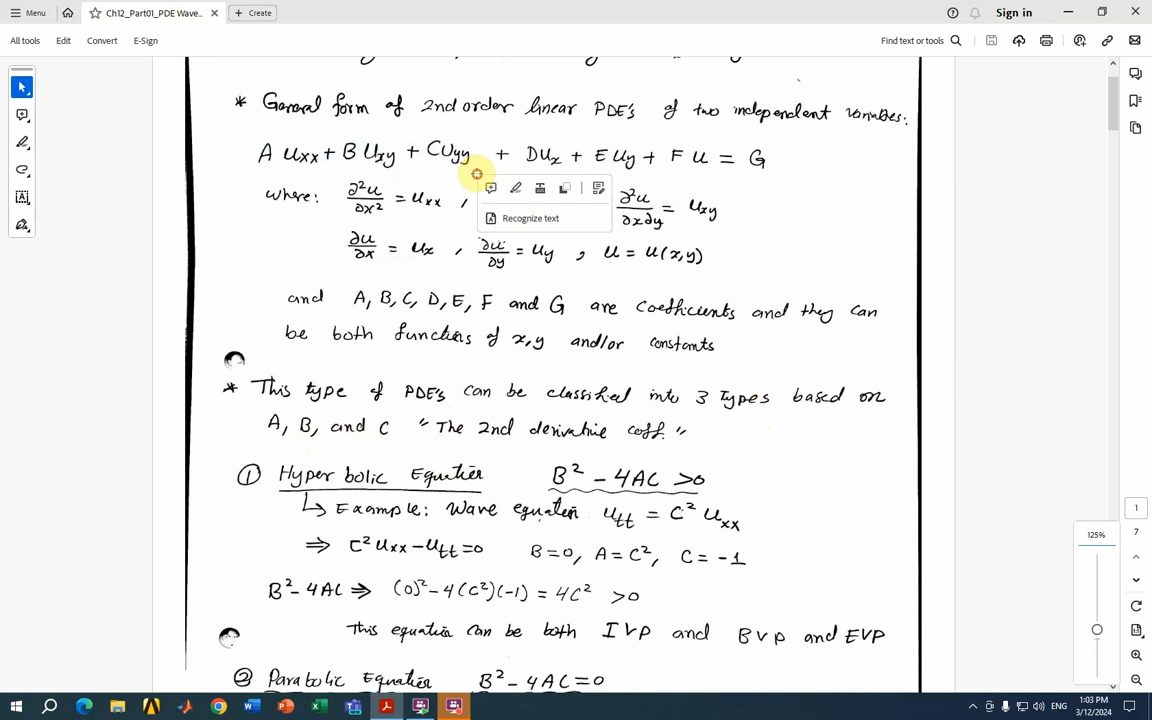 Menu
Ch12_Part01_PDE Wave...
Create
Sign in
All tools Edit Convert E-Sign
Find text or tools
* General form of 2nd order linear PDE's of two independent variables:
A Uxx + B Uxy + CUyy + DUx + E Uy + F U = G
where: ∂²u/∂x² = uxx , ∂²u/∂x∂y = uxy
Recognize text
∂u/∂x = ux , ∂u/∂y = uy , u = u(x,y)
and A, B, C, D, E, F and G are coefficients and they can
be both functions of x,y and/or constants
* This type of PDE's can be classified into 3 Types based on
A, B, and C "The 2nd derivative coff."
① Hyperbolic Equation B² - 4AC >0
↳ Example: Wave equation utt = C² Uxx
⇒ C² Uxx - Utt = 0 B=0, A=C², C=-1
B² - 4AC ⇒ (0)² - 4(C²)(-1) = 4C² >0
This equation can be both IVP and BVP and EVP
② Parabolic Equation B² - 4AC = 0
1
7
125%
ENG
1:03 PM
3/12/2024